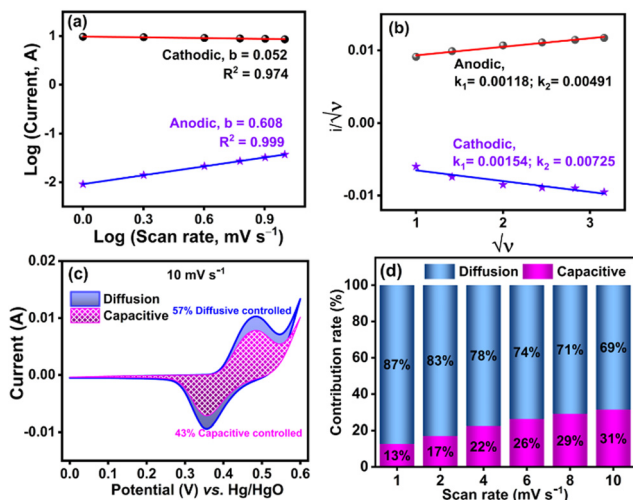 (a)
1
0
-1
-2
Log (Current, A)
Cathodic, b = 0.052
R² = 0.974
Anodic, b = 0.608
R² = 0.999
0.0 0.3 0.6 0.9
Log (Scan rate, mV s⁻¹)
(b)
0.01
0.00
-0.01
i/√ν
Anodic,
k₁= 0.00118; k₂= 0.00491
Cathodic,
k₁= 0.00154; k₂ = 0.00725
1 2 3
√ν
(c)
10 mV s⁻¹
Diffusion
Capacitive
57% Diffusive controlled
43% Capacitive controlled
0.02
0.01
0.00
-0.01
Current (A)
0.0 0.1 0.2 0.3 0.4 0.5 0.6
Potential (V) vs. Hg/HgO
(d)
Diffusion Capacitive
100
80
60
40
20
0
Contribution rate (%)
87% 83% 78% 74% 71% 69%
13% 17% 22% 26% 29% 31%
1 2 4 6 8 10
Scan rate (mV s⁻¹)